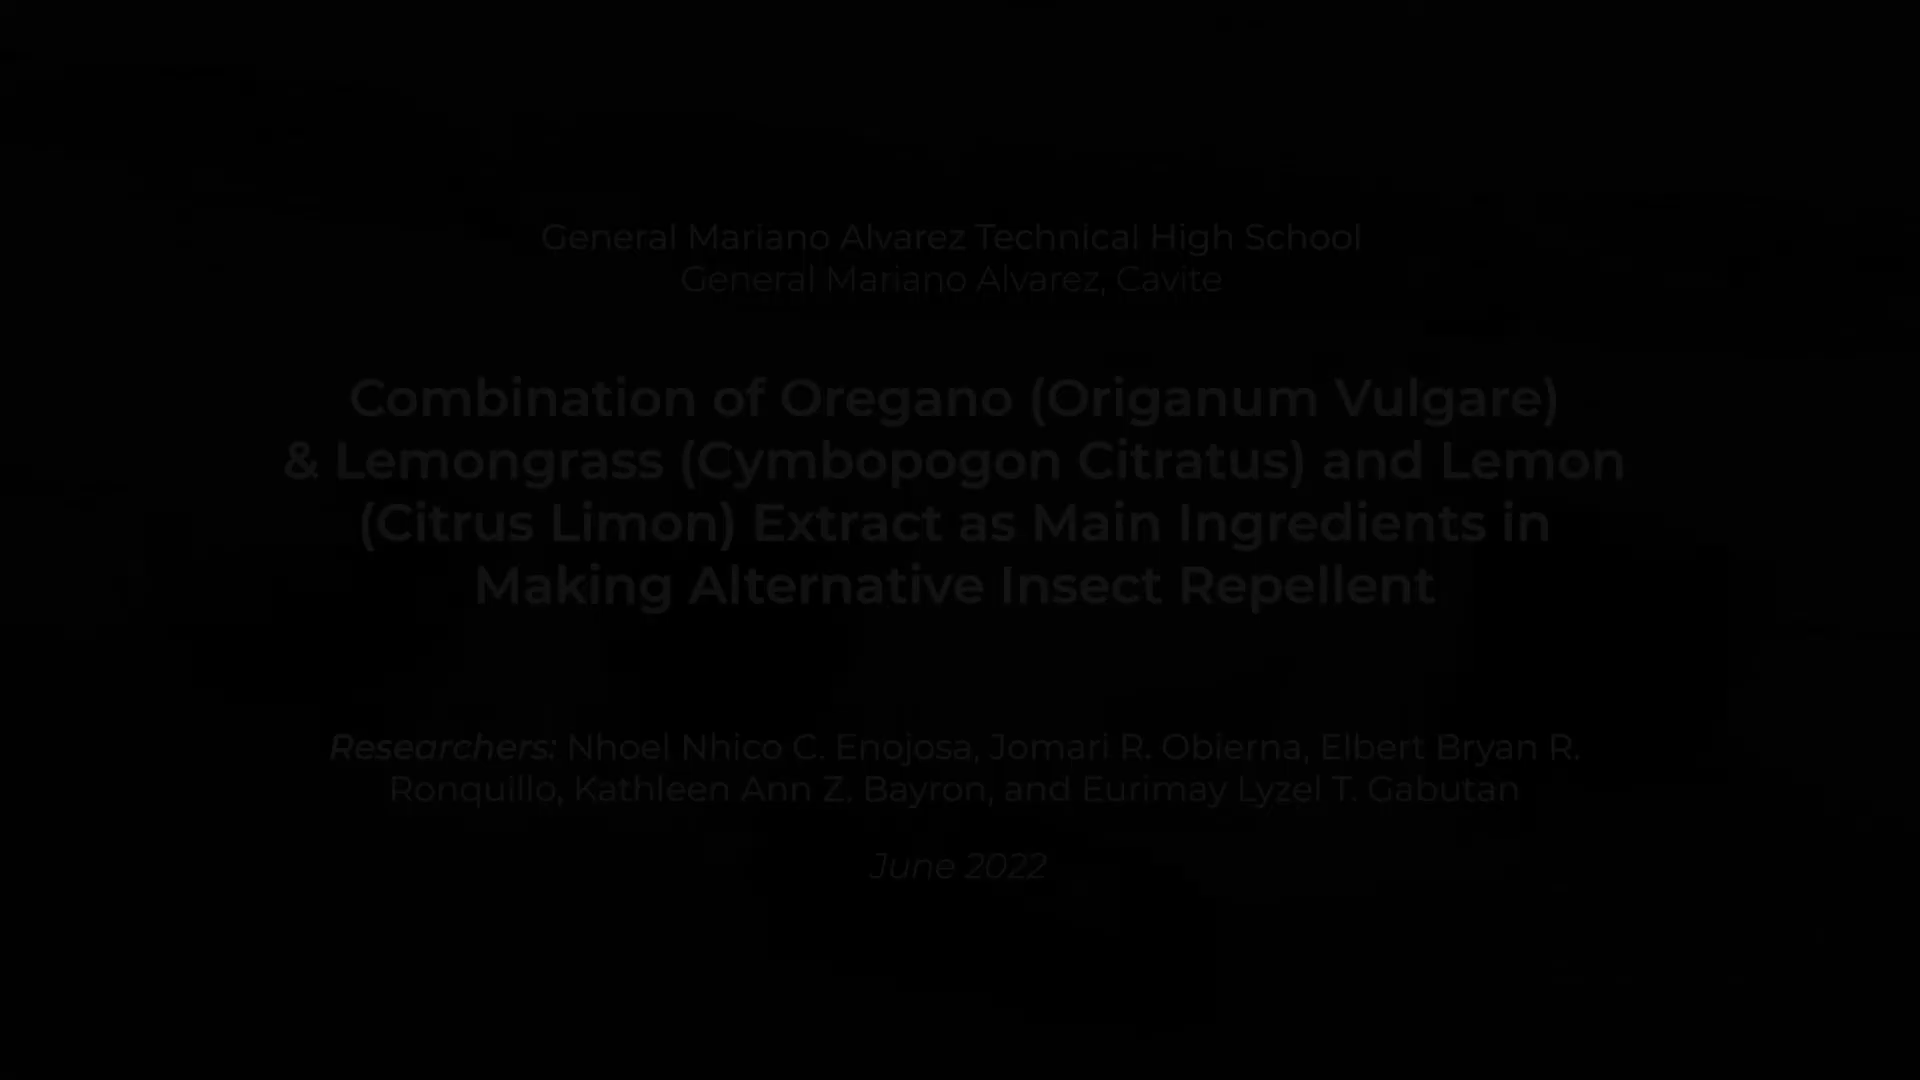 General Mariano Alvarez Technical High School
General Mariano Alvarez, Cavite
Combination of Oregano (Origanum Vulgare)
& Lemongrass (Cymbopogon Citratus) and Lemon
(Citrus Limon) Extract as Main Ingredients in
Making Alternative Insect Repellent
Researchers: Nhoel Nhico C. Enojosa, Jomari R. Obierna, Elbert Bryan R.
Ronquillo, Kathleen Ann Z. Bayron, and Eurimay Lyzel T. Gabutan
June 2022